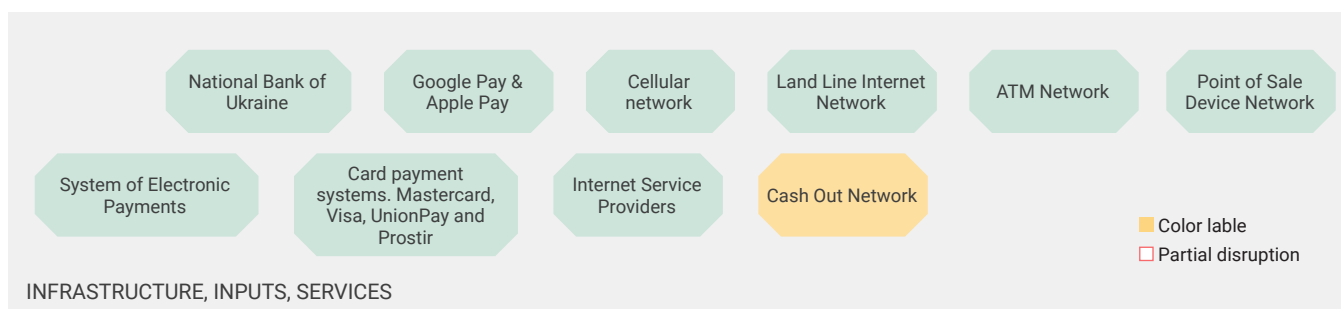 National Bank of
Ukraine
Google Pay &
Apple Pay
Cellular
network
Land Line Internet
Network
ATM Network
Point of Sale
Device Network
System of Electronic
Payments
Card payment
systems. Mastercard,
Visa, UnionPay and
Prostir
Internet Service
Providers
Cash Out Network
Color lable
Partial disruption
INFRASTRUCTURE, INPUTS, SERVICES